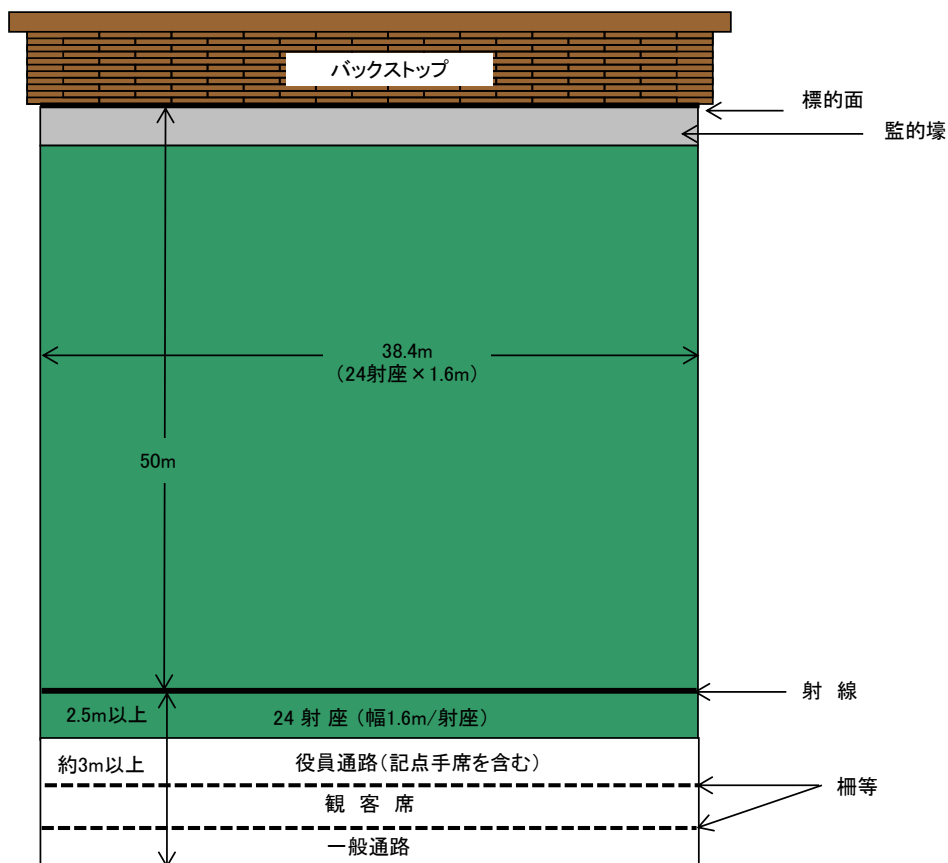 バックストップ
標的面
監的壕
38.4m
（24射座×1.6m）
50m
射　線
2.5m以上
24 射 座 （幅1.6m/射座）
約3m以上
役員通路（記点手席を含む）
柵等
観　客　席
一般通路